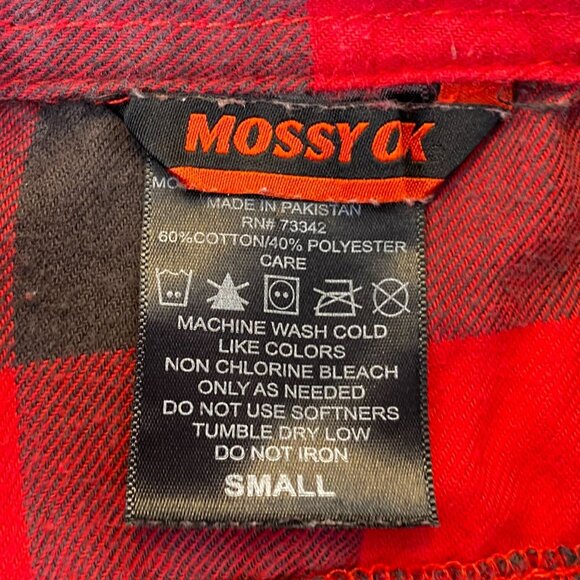 MOSSY OK
MADE IN PAKISTAN
RN# 73342
60%COTTON/40% POLYESTER
CARE
MACHINE WASH COLD
LIKE COLORS
NON CHLORINE BLEACH
ONLY AS NEEDED
DO NOT USE SOFTNERS
TUMBLE DRY LOW
DO NOT IRON
SMALL